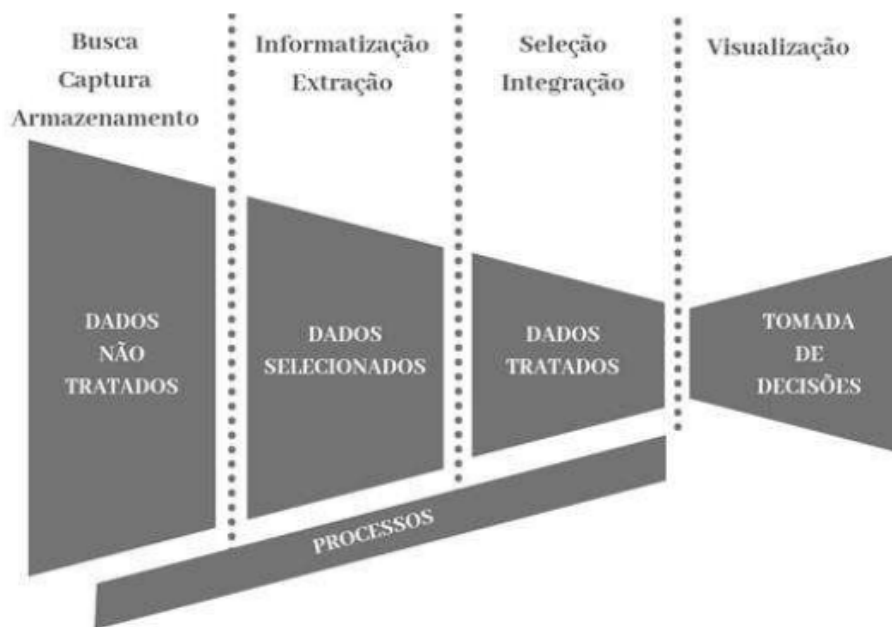 Busca
Captura
Armazenamento
Informatização
Extração
Seleção
Integração
Visualização
DADOS
NÃO
TRATADOS
DADOS
SELECIONADOS
DADOS
TRATADOS
TOMADA
DE
DECISÕES
PROCESSOS